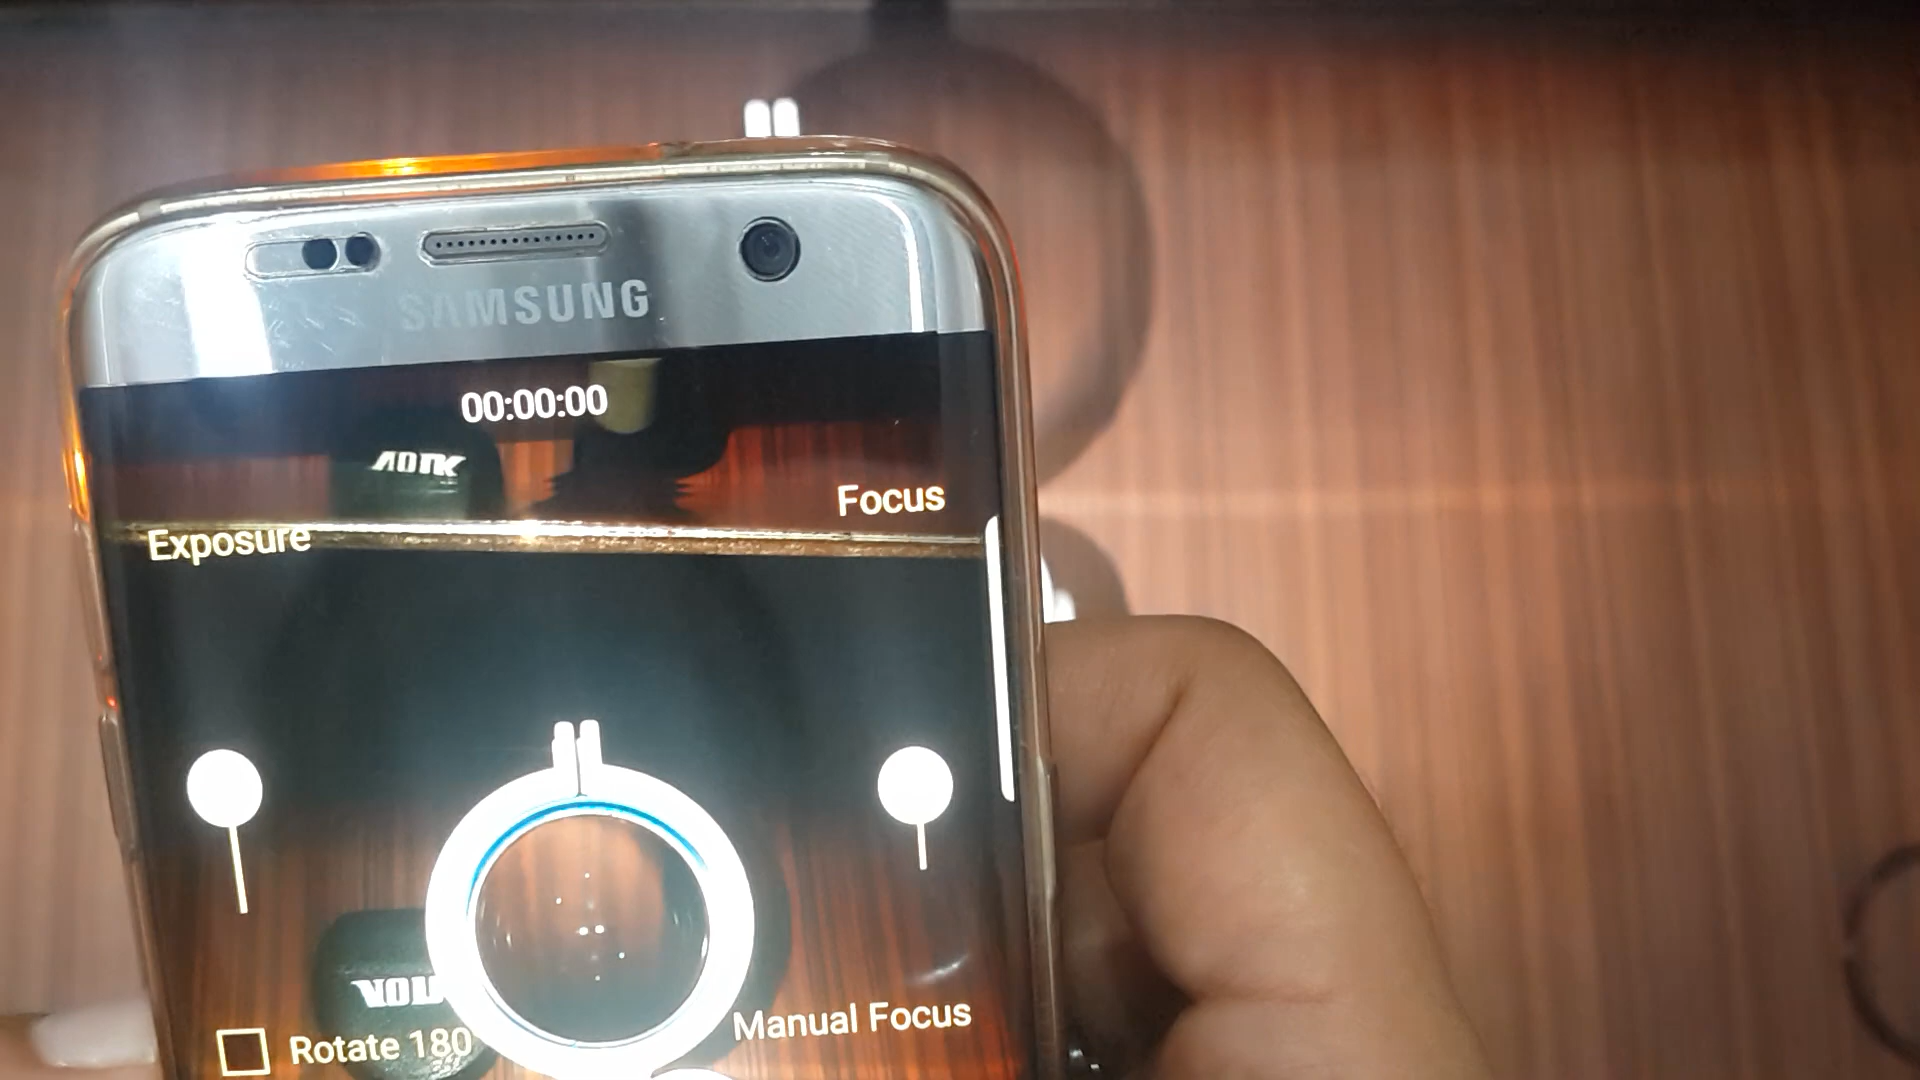 SAMSUNG
00:00:00
Focus
Exposure
Manual Focus
Rotate 180